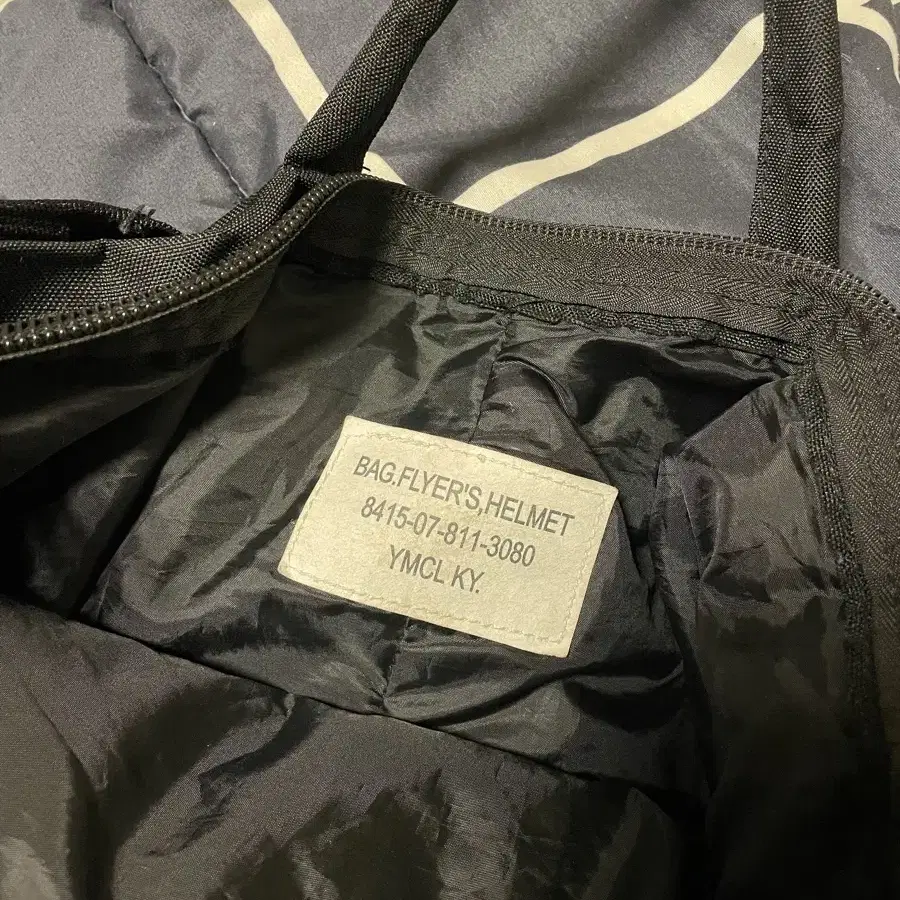 BAG.FLYER'S,HELMET
8415-07-811-3080
YMCL KY.